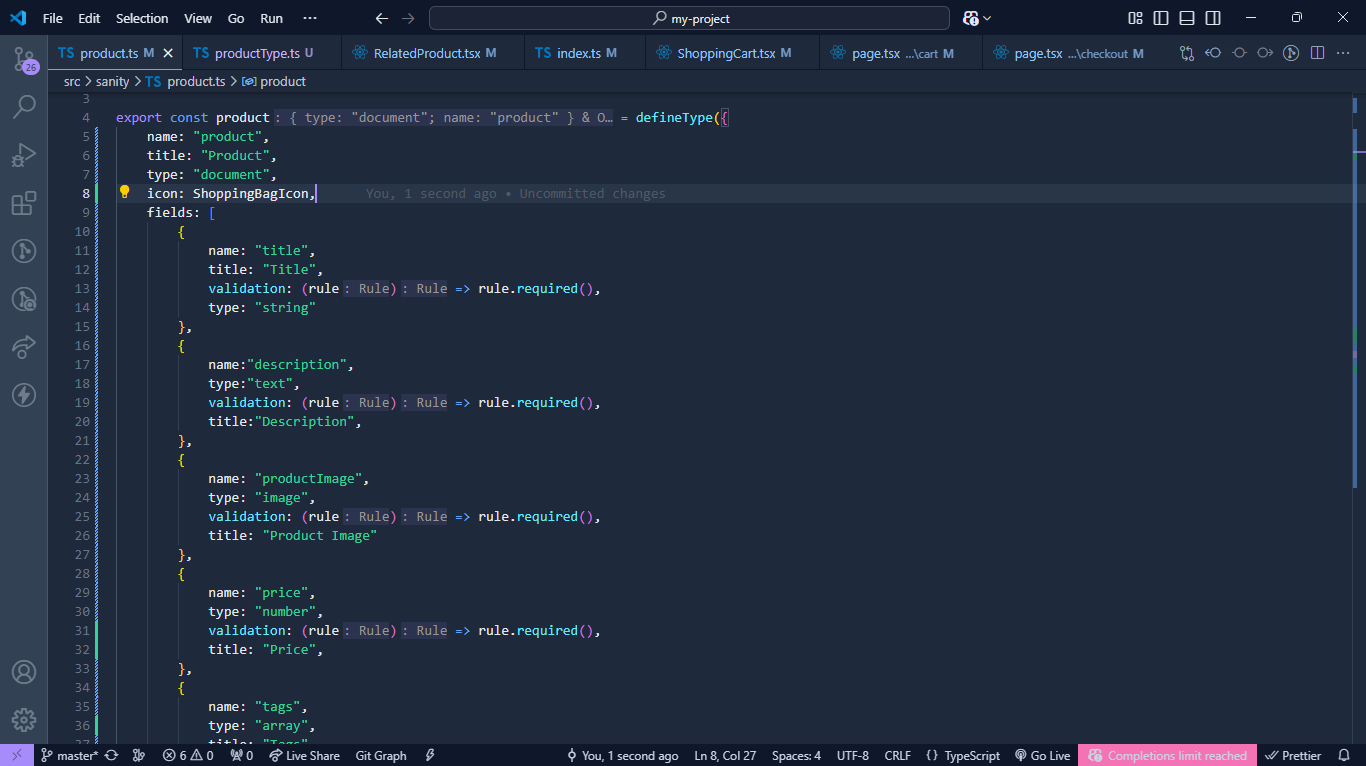 File Edit Selection View Go Run ··· my-project
26
TS product.ts M TS productType.ts U RelatedProduct.tsx M TS index.ts M ShoppingCart.tsx M page.tsx ...\cart M page.tsx ...\checkout M
src > sanity > TS product.ts > product
3
4 export const product: { type: "document"; name: "product" } & O… = defineType({
5 name: "product",
6 title: "Product",
7 type: "document",
8 icon: ShoppingBagIcon, You, 1 second ago • Uncommitted changes
9 fields: [
10 {
11 name: "title",
12 title: "Title",
13 validation: (rule: Rule): Rule => rule.required(),
14 type: "string"
15 },
16 {
17 name:"description",
18 type:"text",
19 validation: (rule: Rule): Rule => rule.required(),
20 title:"Description",
21 },
22 {
23 name: "productImage",
24 type: "image",
25 validation: (rule: Rule): Rule => rule.required(),
26 title: "Product Image"
27 },
28 {
29 name: "price",
30 type: "number",
31 validation: (rule: Rule): Rule => rule.required(),
32 title: "Price",
33 },
34 {
35 name: "tags",
36 type: "array",
37 title: "Tags"
master* 6 0 0 Live Share Git Graph You, 1 second ago Ln 8, Col 27 Spaces: 4 UTF-8 CRLF {} TypeScript Go Live Completions limit reached Prettier